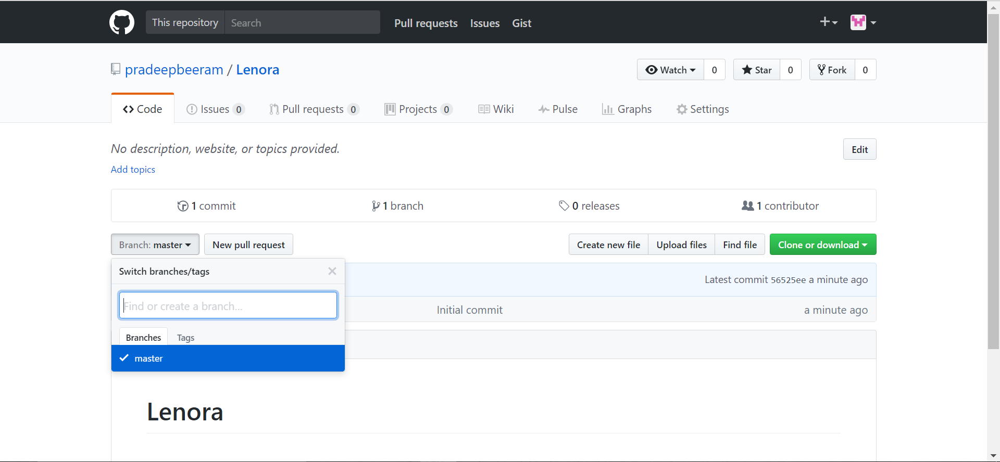 This repository Search Pull requests Issues Gist
pradeepbeeram / Lenora Watch 0 Star 0 Fork 0
Code Issues 0 Pull requests 0 Projects 0 Wiki Pulse Graphs Settings
No description, website, or topics provided. Edit
Add topics
1 commit 1 branch 0 releases 1 contributor
Branch: master New pull request Create new file Upload files Find file Clone or download
Switch branches/tags
Latest commit 56525ee a minute ago
Find or create a branch...
Initial commit a minute ago
Branches Tags
master
Lenora